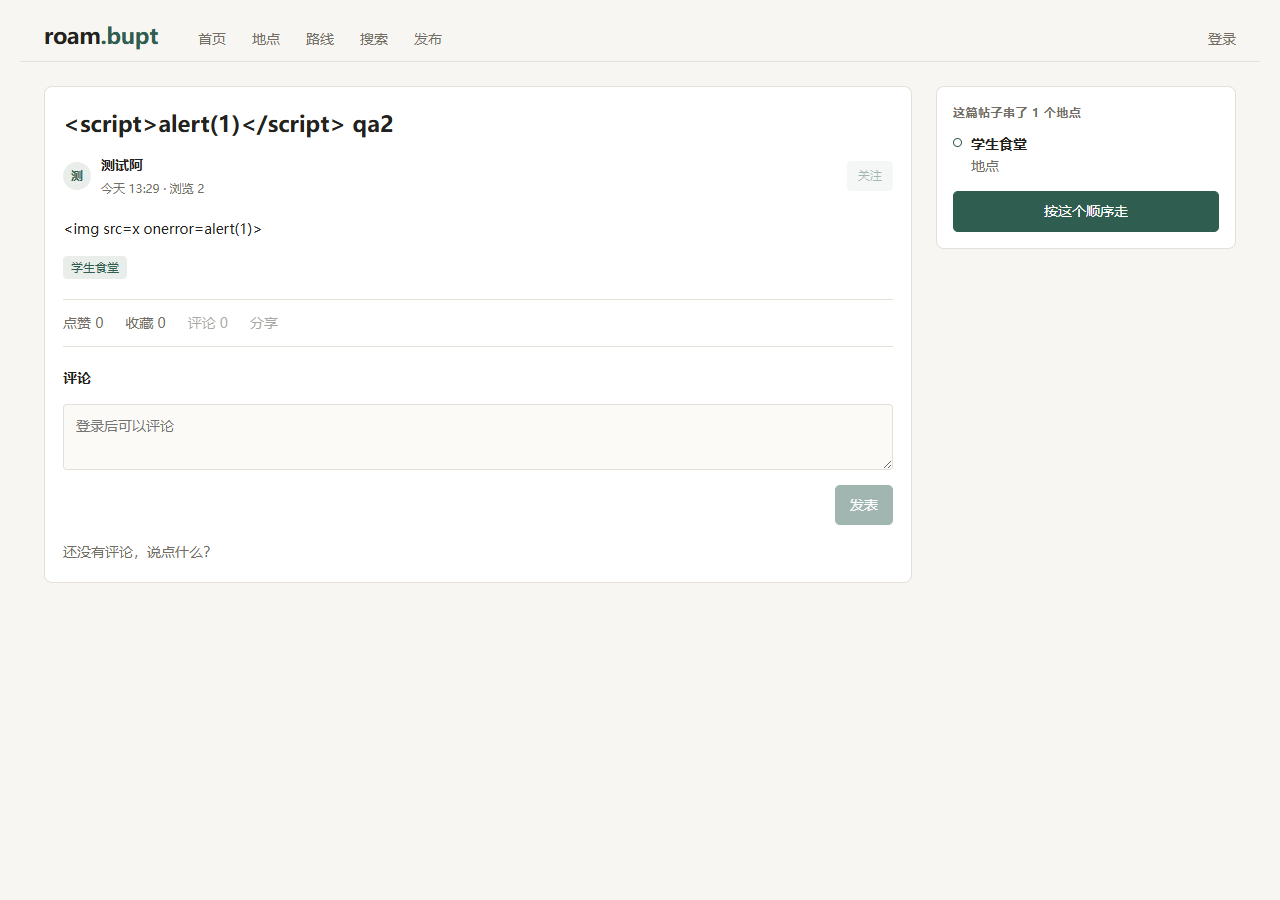 roam.bupt 首页 地点 路线 搜索 发布 登录
<script>alert(1)</script> qa2
测 测试阿
今天 13:29 · 浏览 2
关注
<img src=x onerror=alert(1)>
学生食堂
点赞 0 收藏 0 评论 0 分享
评论
登录后可以评论
发表
还没有评论，说点什么？
这篇帖子串了 1 个地点
学生食堂
地点
按这个顺序走